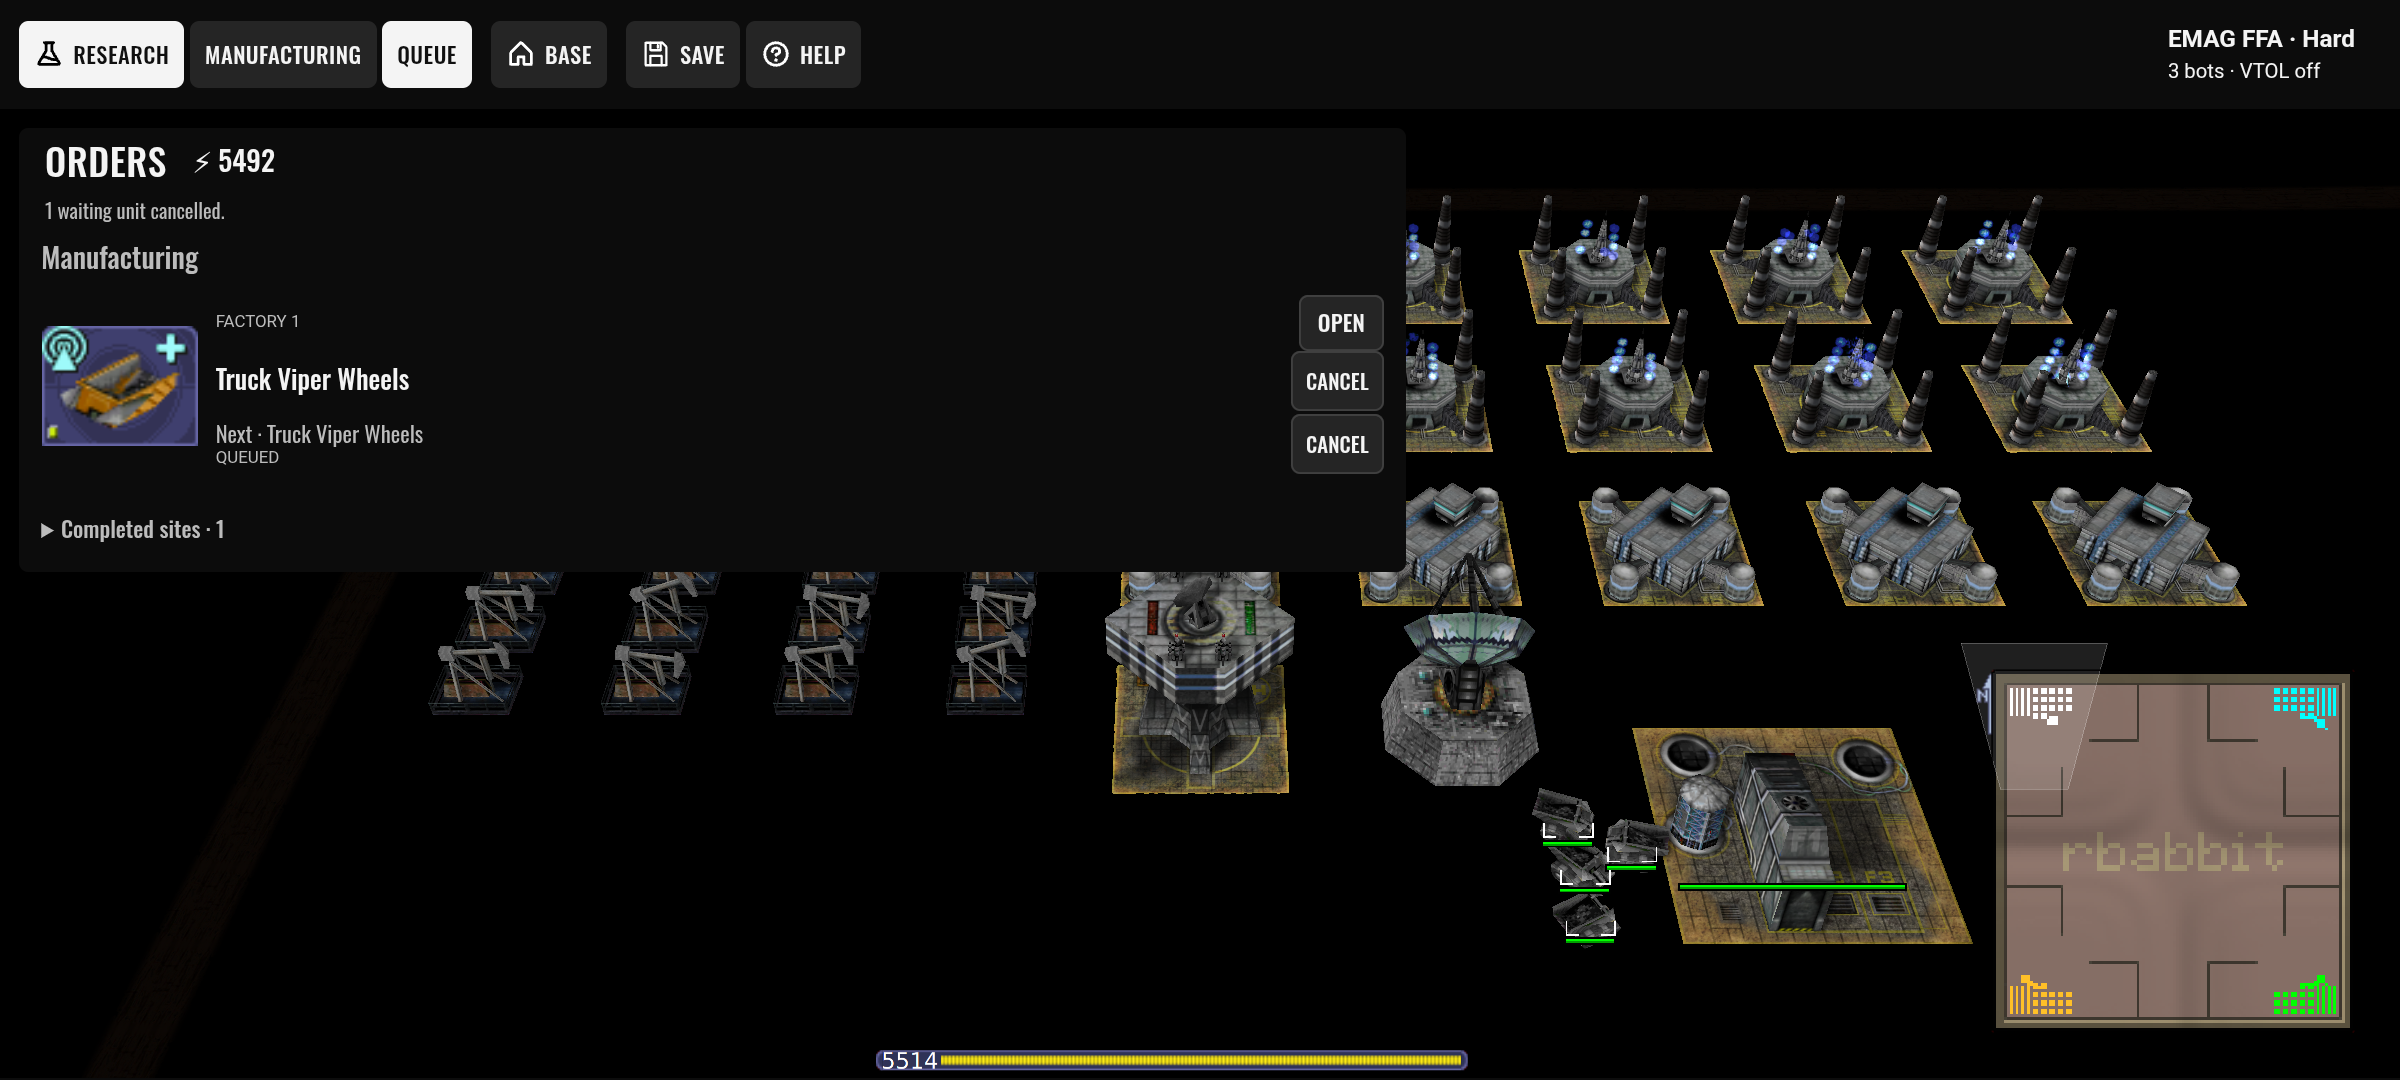 RESEARCH
MANUFACTURING
QUEUE
BASE
SAVE
HELP
EMAG FFA · Hard
3 bots · VTOL off
ORDERS ⚡ 5492
1 waiting unit cancelled.
Manufacturing
FACTORY 1
OPEN
Truck Viper Wheels
CANCEL
Next · Truck Viper Wheels
QUEUED
CANCEL
▶ Completed sites · 1
N
rbabbit
5514